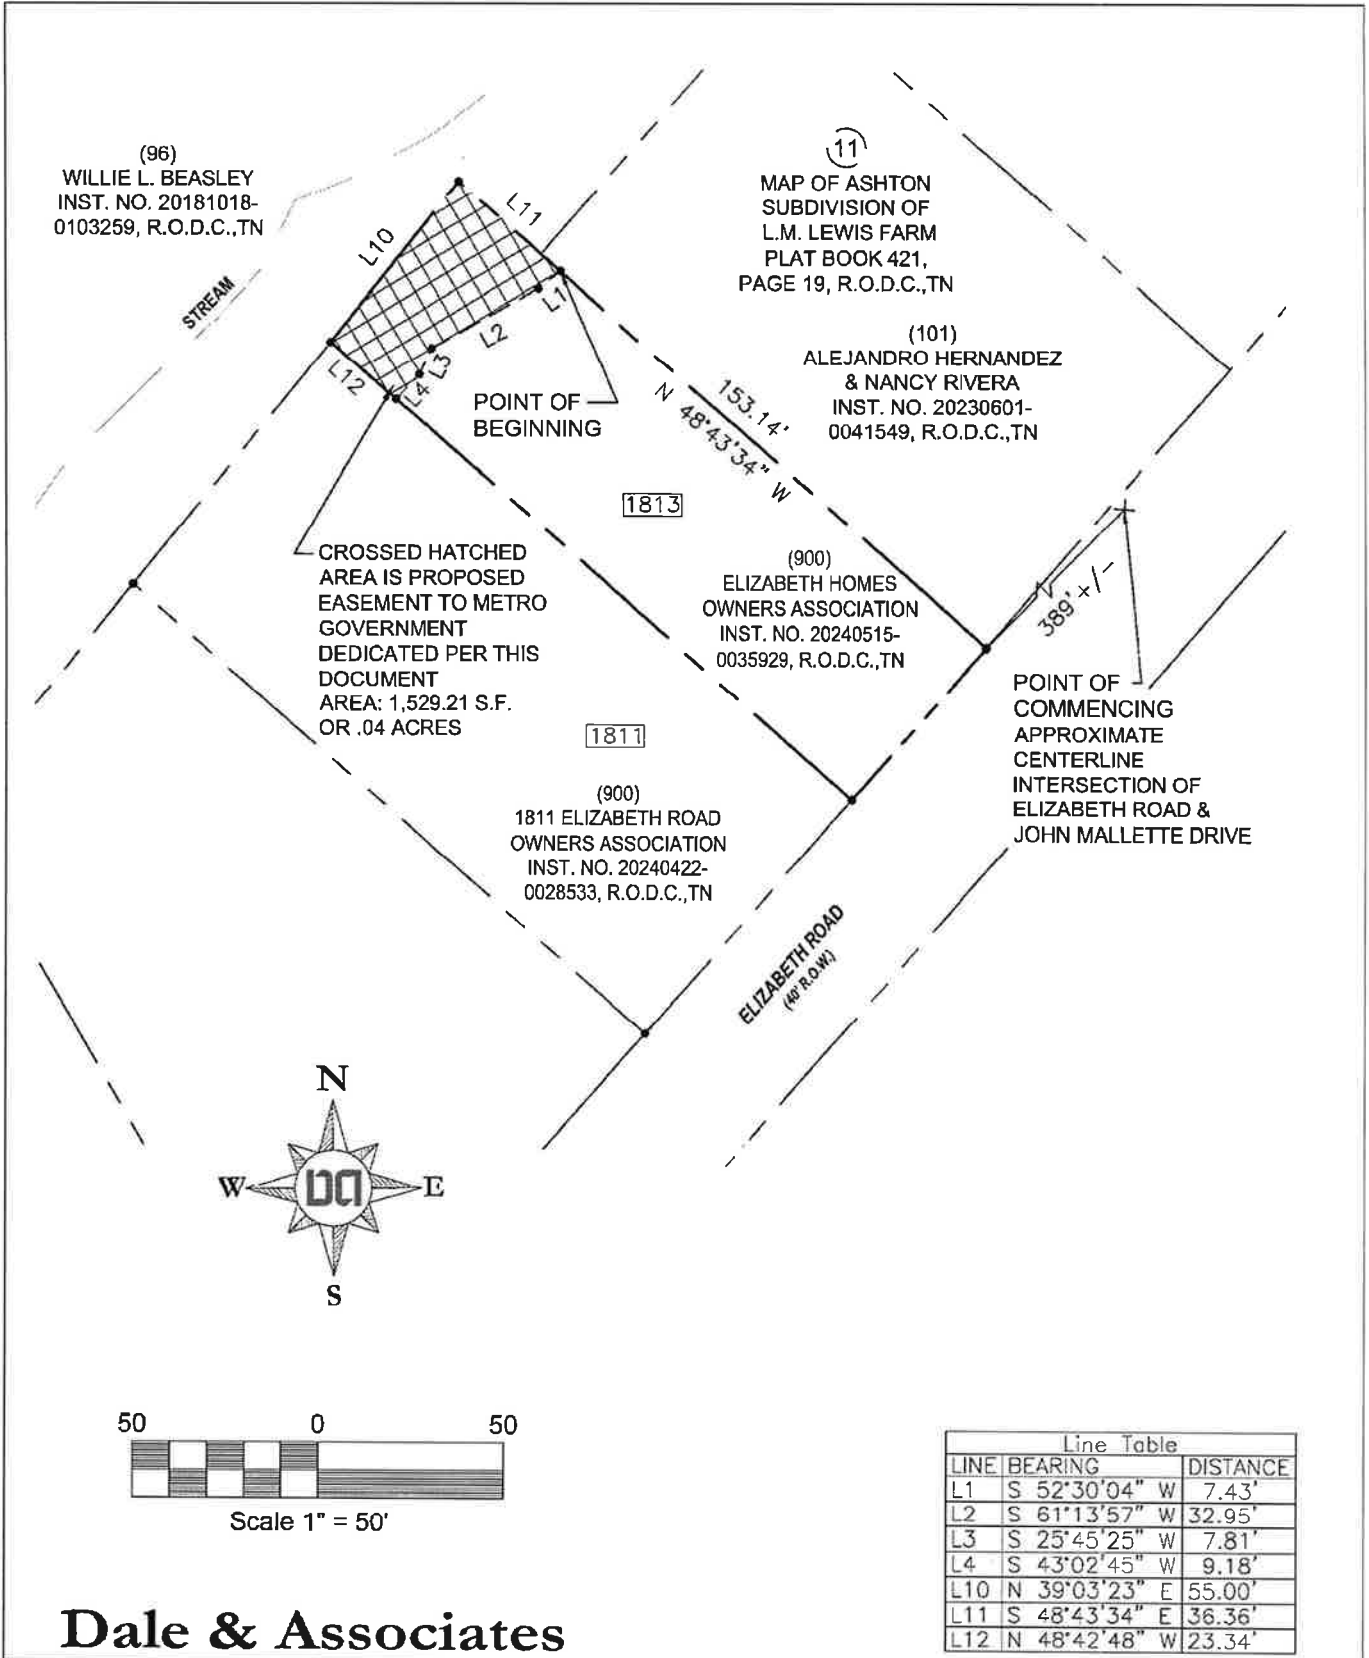 (96)
WILLIE L. BEASLEY
INST. NO. 20181018-
0103259, R.O.D.C.,TN
STREAM
L10
L11
L1
L2
L3
L4
L12
11
MAP OF ASHTON
SUBDIVISION OF
L.M. LEWIS FARM
PLAT BOOK 421,
PAGE 19, R.O.D.C.,TN
(101)
ALEJANDRO HERNANDEZ
& NANCY RIVERA
INST. NO. 20230601-
0041549, R.O.D.C.,TN
POINT OF
BEGINNING
153.14'
N 48°43'34" W
1813
CROSSED HATCHED
AREA IS PROPOSED
EASEMENT TO METRO
GOVERNMENT
DEDICATED PER THIS
DOCUMENT
AREA: 1,529.21 S.F.
OR .04 ACRES
(900)
ELIZABETH HOMES
OWNERS ASSOCIATION
INST. NO. 20240515-
0035929, R.O.D.C.,TN
389' +/-
POINT OF
COMMENCING
APPROXIMATE
CENTERLINE
INTERSECTION OF
ELIZABETH ROAD &
JOHN MALLETTE DRIVE
1811
(900)
1811 ELIZABETH ROAD
OWNERS ASSOCIATION
INST. NO. 20240422-
0028533, R.O.D.C.,TN
ELIZABETH ROAD
(40' R.O.W.)
N
W
DA
E
S
50 0 50
Scale 1" = 50'
Line Table
LINE BEARING DISTANCE
L1 S 52°30'04" W 7.43'
L2 S 61°13'57" W 32.95'
L3 S 25°45'25" W 7.81'
L4 S 43°02'45" W 9.18'
L10 N 39°03'23" E 55.00'
L11 S 48°43'34" E 36.36'
L12 N 48°42'48" W 23.34'
Dale & Associates